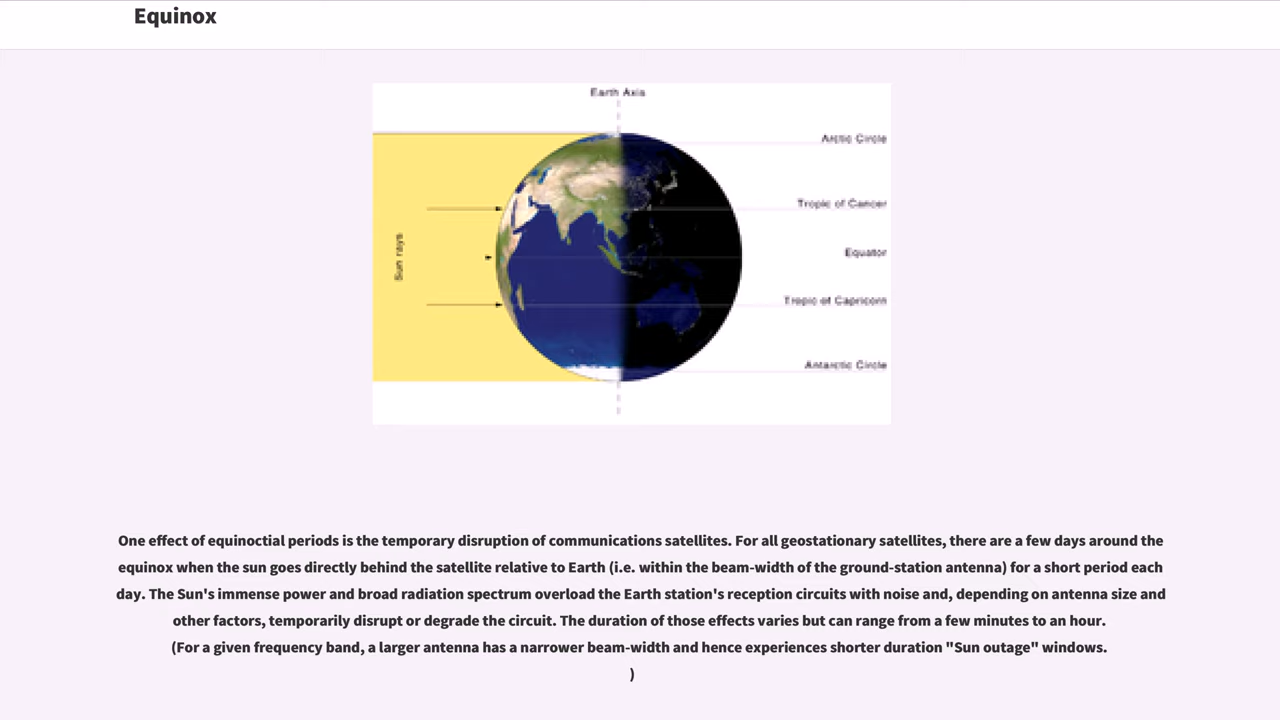 Equinox
Earth Axis
Arctic Circle
Tropic of Cancer
Sun rays
Equator
Tropic of Capricorn
Antarctic Circle
One effect of equinoctial periods is the temporary disruption of communications satellites. For all geostationary satellites, there are a few days around the
equinox when the sun goes directly behind the satellite relative to Earth (i.e. within the beam-width of the ground-station antenna) for a short period each
day. The Sun's immense power and broad radiation spectrum overload the Earth station's reception circuits with noise and, depending on antenna size and
other factors, temporarily disrupt or degrade the circuit. The duration of those effects varies but can range from a few minutes to an hour.
(For a given frequency band, a larger antenna has a narrower beam-width and hence experiences shorter duration "Sun outage" windows.
)